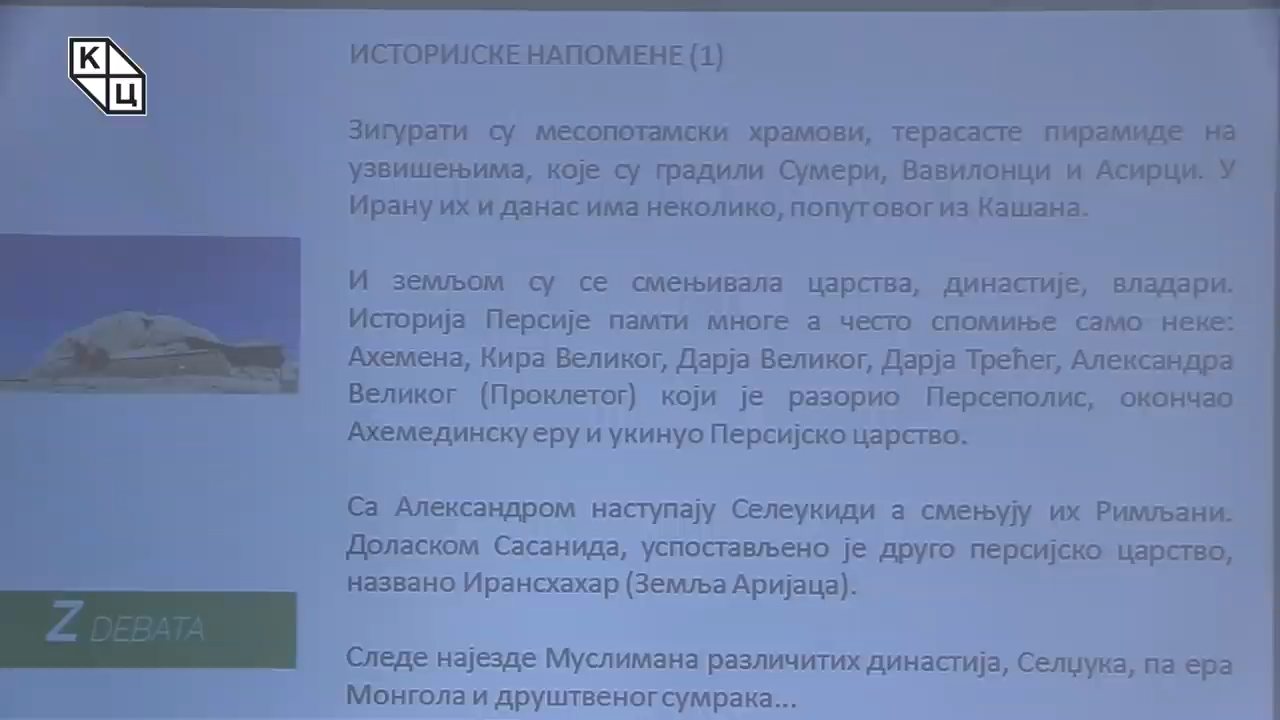 К
Ц
ИСТОРИЈСКЕ НАПОМЕНЕ (1)
Зигурати су месопотамски храмови, терасасте пирамиде на
узвишењима, које су градили Сумери, Вавилонци и Асирци. У
Ирану их и данас има неколико, попут овог из Кашана.
И земљом су се смењивала царства, династије, владари.
Историја Персије памти многе а често спомиње само неке:
Ахемена, Кира Великог, Дарја Великог, Дарја Трећег, Александра
Великог (Проклетог) који је разорио Персеполис, окончао
Ахемединску еру и укинуо Персијско царство.
Са Александром наступају Селеукиди а смењују их Римљани.
Доласком Сасанида, успостављено је друго персијско царство,
названо Ирансхахар (Земља Аријаца).
Z DEBATA
Следе најезде Муслимана различитих династија, Селџука, па ера
Монгола и друштвеног сумрака...